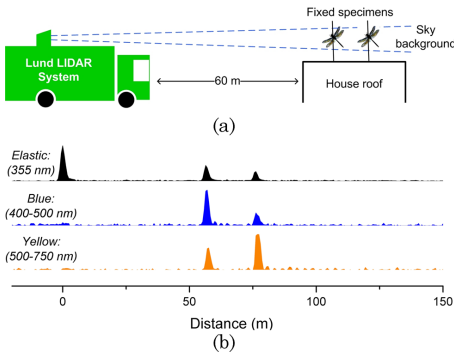 Fixed specimens
Sky
background
Lund LIDAR
System
60 m
House roof
(a)
Elastic:
(355 nm)
Blue:
(400-500 nm)
Yellow:
(500-750 nm)
0 50 100 150
Distance (m)
(b)